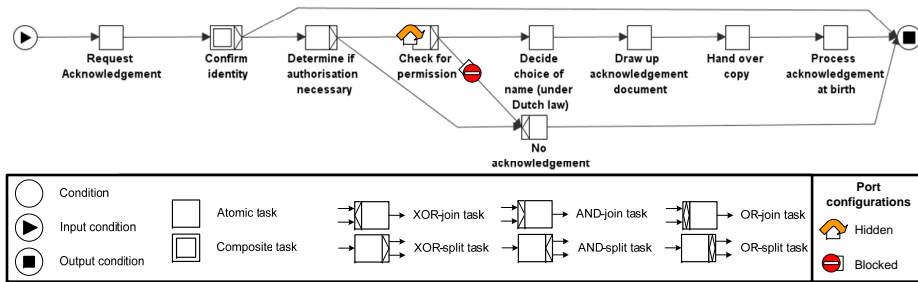 Request
Acknowledgement
Confirm
identity
Determine if
authorisation
necessary
Check for
permission
Decide
choice of
name (under
Dutch law)
Draw up
acknowledgement
document
Hand over
copy
Process
acknowledgement
at birth
No
acknowledgement
Condition
Input condition
Output condition
Atomic task
Composite task
XOR-join task
XOR-split task
AND-join task
AND-split task
OR-join task
OR-split task
Port
configurations
Hidden
Blocked